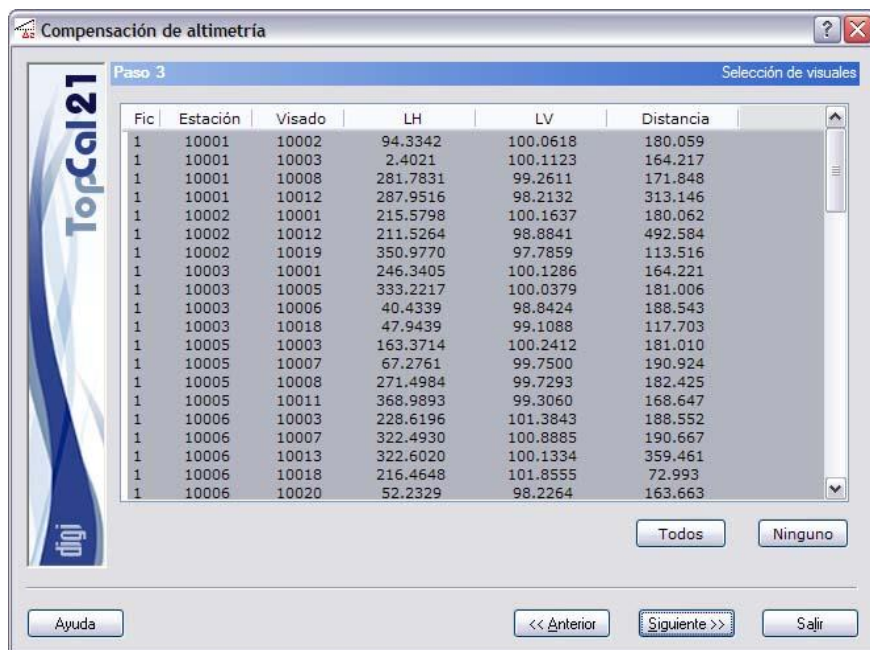 Compensación de altimetría
TopCal21
digi
Paso 3
Selección de visuales
Fic Estación Visado LH LV Distancia
1 10001 10002 94.3342 100.0618 180.059
1 10001 10003 2.4021 100.1123 164.217
1 10001 10008 281.7831 99.2611 171.848
1 10001 10012 287.9516 98.2132 313.146
1 10002 10001 215.5798 100.1637 180.062
1 10002 10012 211.5264 98.8841 492.584
1 10002 10019 350.9770 97.7859 113.516
1 10003 10001 246.3405 100.1286 164.221
1 10003 10005 333.2217 100.0379 181.006
1 10003 10006 40.4339 98.8424 188.543
1 10003 10018 47.9439 99.1088 117.703
1 10005 10003 163.3714 100.2412 181.010
1 10005 10007 67.2761 99.7500 190.924
1 10005 10008 271.4984 99.7293 182.425
1 10005 10011 368.9893 99.3060 168.647
1 10006 10003 228.6196 101.3843 188.552
1 10006 10007 322.4930 100.8885 190.667
1 10006 10013 322.6020 100.1334 359.461
1 10006 10018 216.4648 101.8555 72.993
1 10006 10020 52.2329 98.2264 163.663
Todos Ninguno
Ayuda << Anterior Siguiente >> Salir